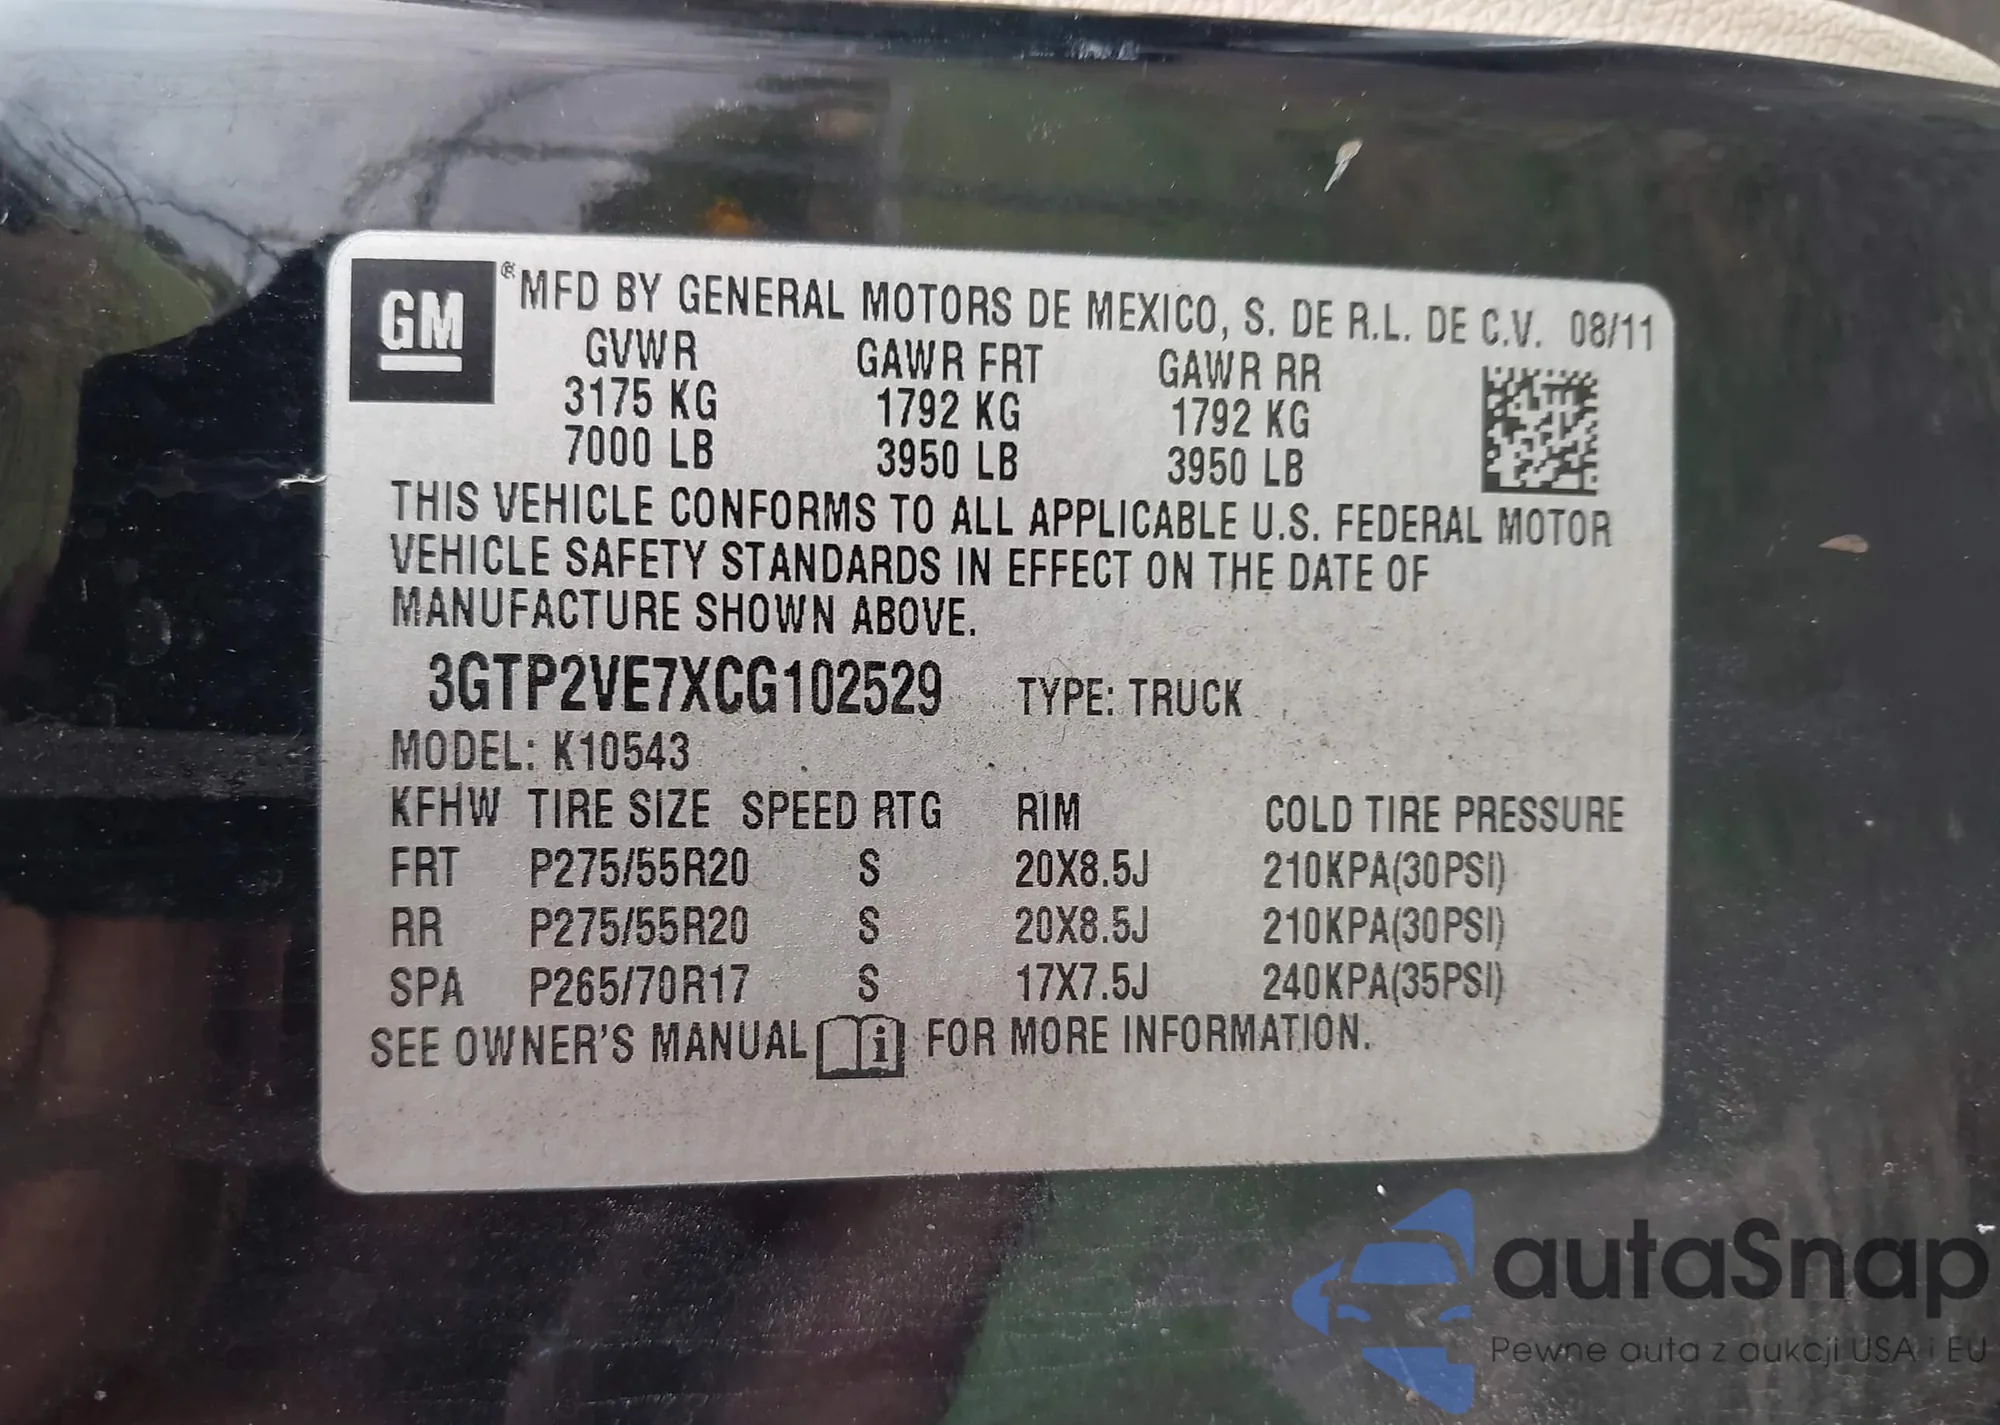 GM ® MFD BY GENERAL MOTORS DE MEXICO, S. DE R.L. DE C.V. 08/11
GVWR GAWR FRT GAWR RR
3175 KG 1792 KG 1792 KG
7000 LB 3950 LB 3950 LB
THIS VEHICLE CONFORMS TO ALL APPLICABLE U.S. FEDERAL MOTOR
VEHICLE SAFETY STANDARDS IN EFFECT ON THE DATE OF
MANUFACTURE SHOWN ABOVE.
3GTP2VE7XCG102529 TYPE: TRUCK
MODEL: K10543
KFHW TIRE SIZE SPEED RTG RIM COLD TIRE PRESSURE
FRT P275/55R20 S 20X8.5J 210KPA(30PSI)
RR P275/55R20 S 20X8.5J 210KPA(30PSI)
SPA P265/70R17 S 17X7.5J 240KPA(35PSI)
SEE OWNER'S MANUAL i FOR MORE INFORMATION.
autaSnap
Pewne auta z aukcji USA i EU